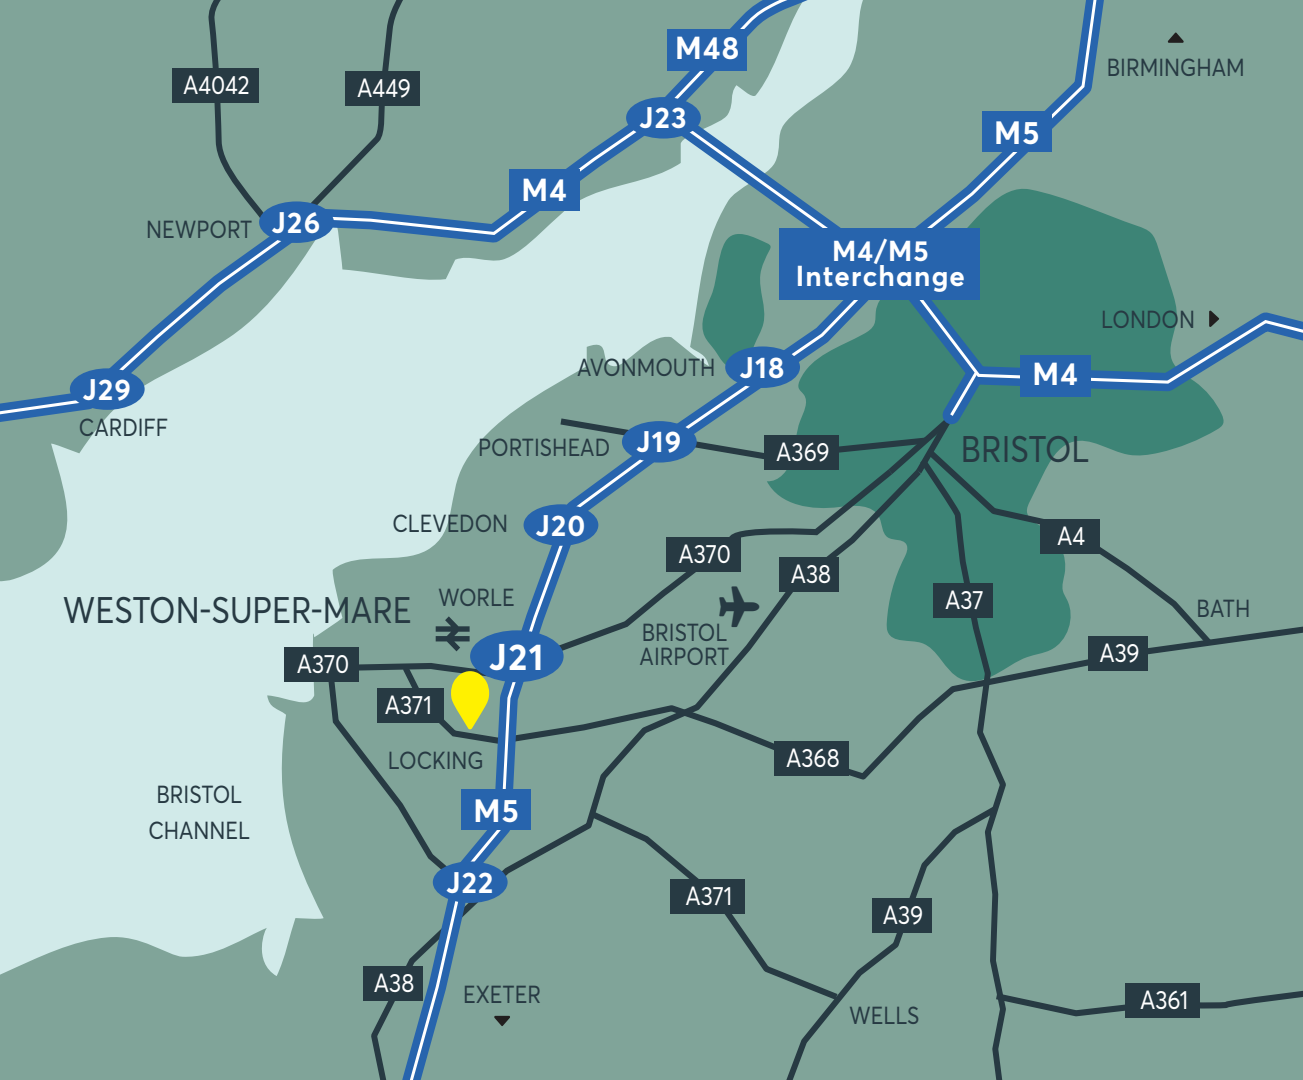 M48
BIRMINGHAM
A4042
A449
J23
M5
M4
NEWPORT
J26
M4/M5
Interchange
LONDON
AVONMOUTH
J18
M4
J29
CARDIFF
PORTISHEAD
J19
A369
BRISTOL
CLEVEDON
J20
A4
A370
A38
WORLE
WESTON-SUPER-MARE
A37
BATH
BRISTOL
AIRPORT
J21
A39
A370
A371
LOCKING
A368
BRISTOL
CHANNEL
M5
J22
A371
A39
A38
EXETER
WELLS
A361